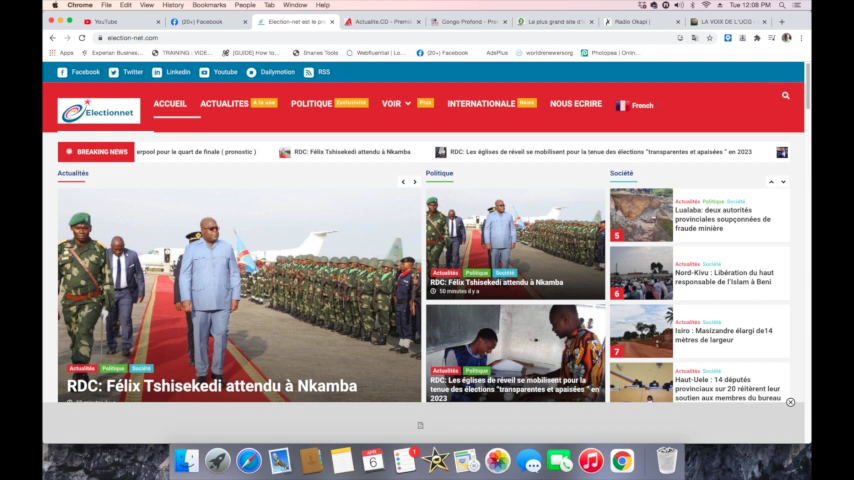 Chrome File Edit View History Bookmarks People Tab Window Help
Tue 12:08 PM
YouTube
(20+) Facebook
Election-net est le pre
Actualite.CD - Premie
Congo Profond - Pre
Le plus grand site d'i
Radio Okapi |
LA VOIX DE L'UCG
election-net.com
Apps
Experian Busines...
TRAINING : VIDE...
[GUIDED] How to...
Shares Tools
Webfluential | Lo...
(20+) Facebook
AdsPlus
worldrenewersorg
Photopea | Onlin...
Facebook
Twitter
Linkedin
Youtube
Dailymotion
RSS
Electionnet
ACCUEIL
ACTUALITES A la une
POLITIQUE Exclusivité
VOIR Plus
INTERNATIONALE News
NOUS ECRIRE
French
BREAKING NEWS
erpool pour le quart de finale ( pronostic )
RDC: Félix Tshisekedi attendu à Nkamba
RDC: Les églises de réveil se mobilisent pour la tenue des élections "transparentes et apaisées " en 2023
Actualités
Politique
Société
Actualités Politique Société
RDC: Félix Tshisekedi attendu à Nkamba
Actualités Politique Société
RDC: Félix Tshisekedi attendu à Nkamba
50 minutes il y a
Actualités Politique
RDC: Les églises de réveil se mobilisent pour la
tenue des élections "transparentes et apaisées " en
2023
5
Actualités Politique Société
Lualaba: deux autorités
provinciales soupçonnées de
fraude minière
6
Actualités Société
Nord-Kivu : Libération du haut
responsable de l'Islam à Beni
7
Actualités Société
Isiro : Masizandre élargi de14
mètres de largeur
Actualités Société
Haut-Uele : 14 députés
provinciaux sur 20 réitèrent leur
soutien aux membres du bureau
APR
6
1